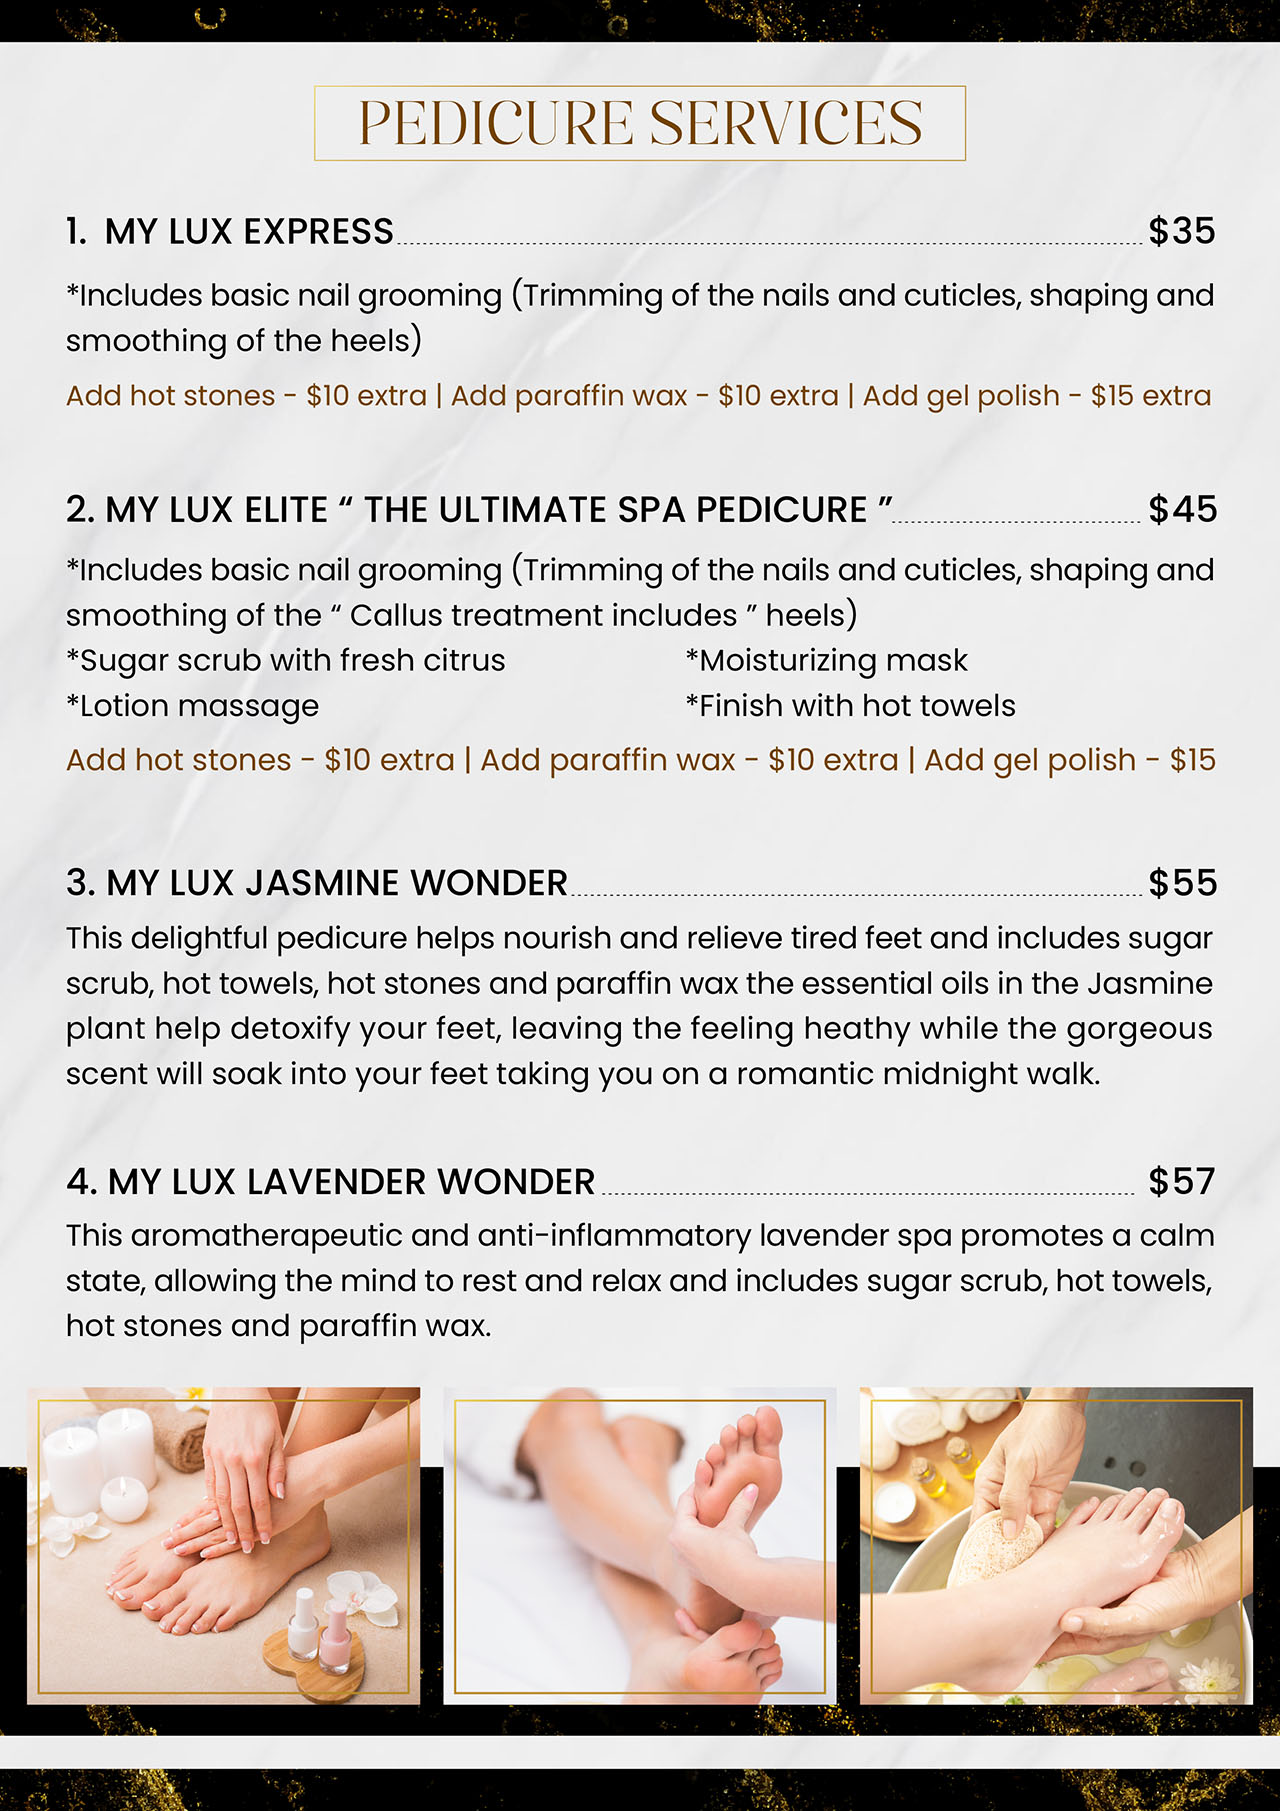 PEDICURE SERVICES
1. MY LUX EXPRESS $35
*Includes basic nail grooming (Trimming of the nails and cuticles, shaping and
smoothing of the heels)
Add hot stones - $10 extra | Add paraffin wax - $10 extra | Add gel polish - $15 extra
2. MY LUX ELITE “ THE ULTIMATE SPA PEDICURE ” $45
*Includes basic nail grooming (Trimming of the nails and cuticles, shaping and
smoothing of the “ Callus treatment includes ” heels)
*Sugar scrub with fresh citrus *Moisturizing mask
*Lotion massage *Finish with hot towels
Add hot stones - $10 extra | Add paraffin wax - $10 extra | Add gel polish - $15
3. MY LUX JASMINE WONDER $55
This delightful pedicure helps nourish and relieve tired feet and includes sugar
scrub, hot towels, hot stones and paraffin wax the essential oils in the Jasmine
plant help detoxify your feet, leaving the feeling heathy while the gorgeous
scent will soak into your feet taking you on a romantic midnight walk.
4. MY LUX LAVENDER WONDER $57
This aromatherapeutic and anti-inflammatory lavender spa promotes a calm
state, allowing the mind to rest and relax and includes sugar scrub, hot towels,
hot stones and paraffin wax.